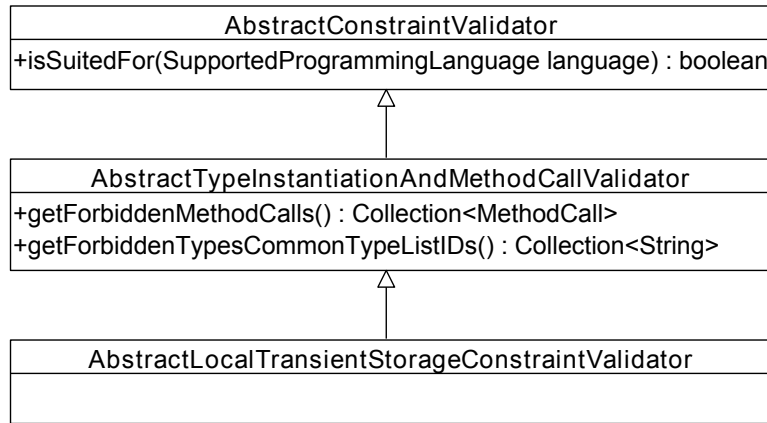 AbstractConstraintValidator
+isSuitedFor(SupportedProgrammingLanguage language) : boolean
AbstractTypeInstantiationAndMethodCallValidator
+getForbiddenMethodCalls() : Collection<MethodCall>
+getForbiddenTypesCommonTypeListIDs() : Collection<String>
AbstractLocalTransientStorageConstraintValidator